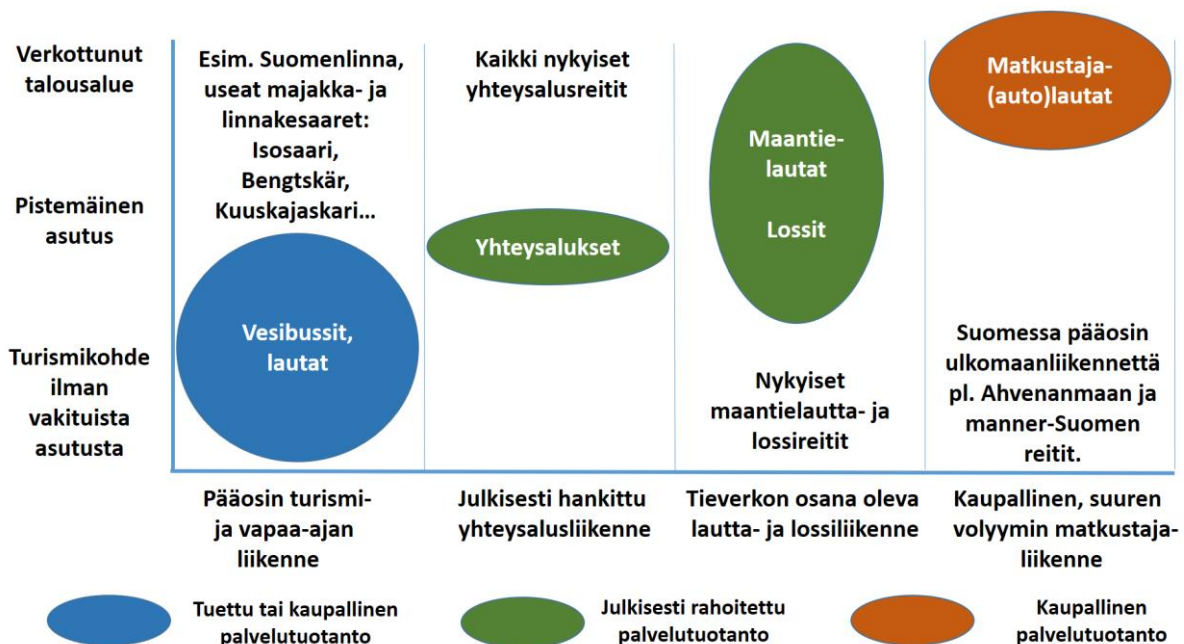 Verkottunut
talousalue
Pistemäinen
asutus
Turismikohde
ilman
vakituista
asutusta
Esim. Suomenlinna,
useat majakka- ja
linnakesaaret:
Isosaari,
Bengtskär,
Kuuskajaskari...
Vesibussit,
lautat
Kaikki nykyiset
yhteysalusreitit
Yhteysalukset
Maantie-
lautat
Lossit
Nykyiset
maantielautta- ja
lossireitit
Matkustaja-
(auto)lautat
Suomessa pääosin
ulkomaanliikennettä
pl. Ahvenanmaan ja
manner-Suomen
reitit.
Pääosin turismi-
ja vapaa-ajan
liikenne
Julkisesti hankittu
yhteysalusliikenne
Tieverkon osana oleva
lautta- ja lossiliikenne
Kaupallinen, suuren
volyymin matkustaja-
liikenne
Tuettu tai kaupallinen
palvelutuotanto
Julkisesti rahoitettu
palvelutuotanto
Kaupallinen
palvelutuotanto